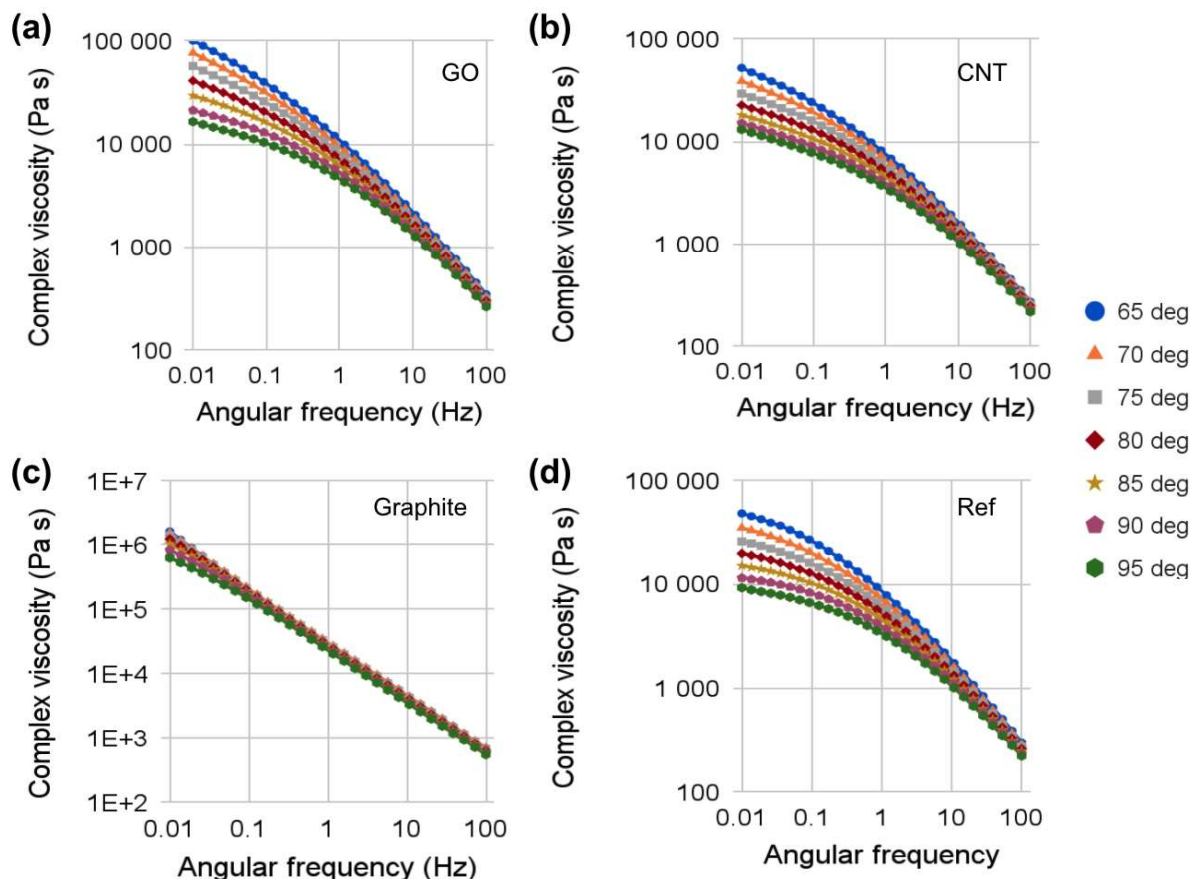 (a)
100 000
10 000
1 000
100
Complex viscosity (Pa s)
GO
0.01 0.1 1 10 100
Angular frequency (Hz)
(b)
100 000
10 000
1 000
100
Complex viscosity (Pa s)
CNT
0.01 0.1 1 10 100
Angular frequency (Hz)
65 deg
70 deg
75 deg
80 deg
85 deg
90 deg
95 deg
(c)
1E+7
1E+6
1E+5
1E+4
1E+3
1E+2
Complex viscosity (Pa s)
Graphite
0.01 0.1 1 10 100
Angular frequency (Hz)
(d)
100 000
10 000
1 000
100
Complex viscosity (Pa s)
Ref
0.01 0.1 1 10 100
Angular frequency